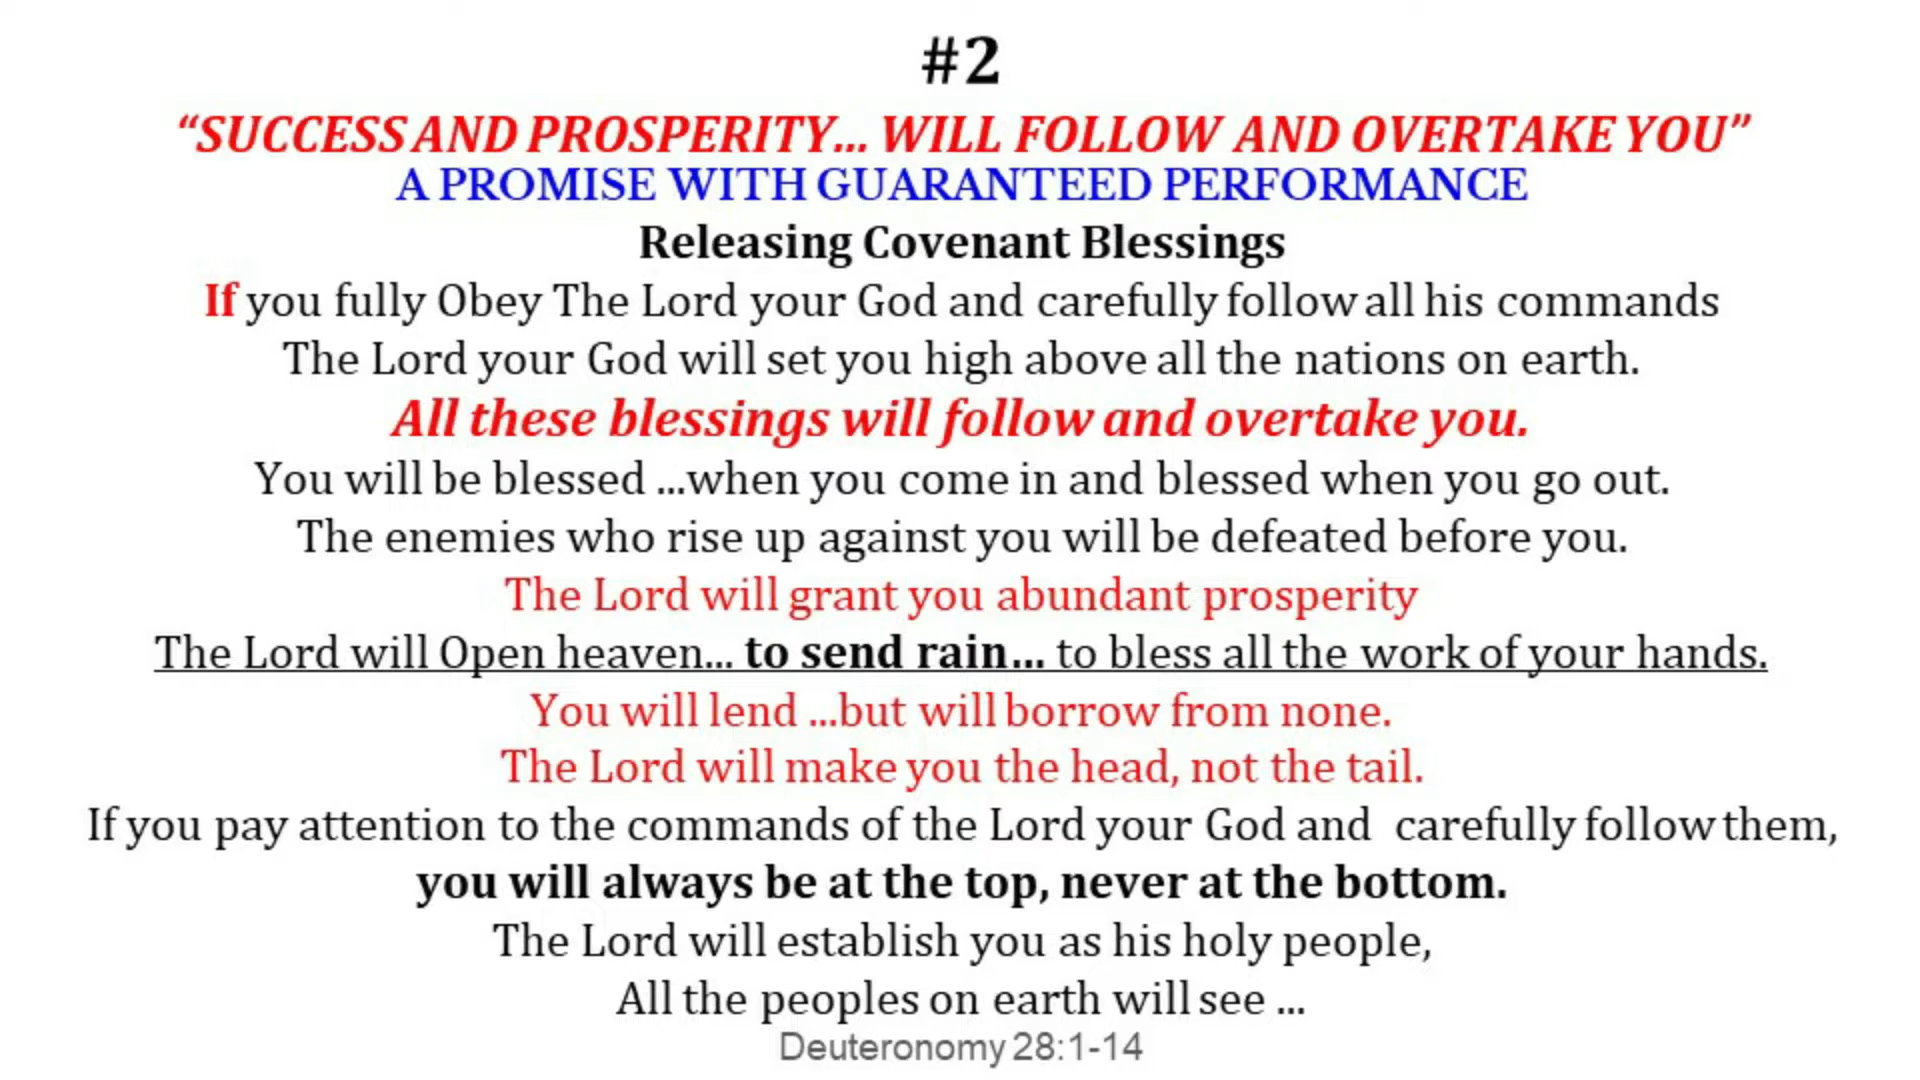 #2
“SUCCESS AND PROSPERITY... WILL FOLLOW AND OVERTAKE YOU”
A PROMISE WITH GUARANTEED PERFORMANCE
Releasing Covenant Blessings
If you fully Obey The Lord your God and carefully follow all his commands
The Lord your God will set you high above all the nations on earth.
All these blessings will follow and overtake you.
You will be blessed ...when you come in and blessed when you go out.
The enemies who rise up against you will be defeated before you.
The Lord will grant you abundant prosperity
The Lord will Open heaven... to send rain... to bless all the work of your hands.
You will lend ...but will borrow from none.
The Lord will make you the head, not the tail.
If you pay attention to the commands of the Lord your God and carefully follow them,
you will always be at the top, never at the bottom.
The Lord will establish you as his holy people,
All the peoples on earth will see ...
Deuteronomy 28:1-14